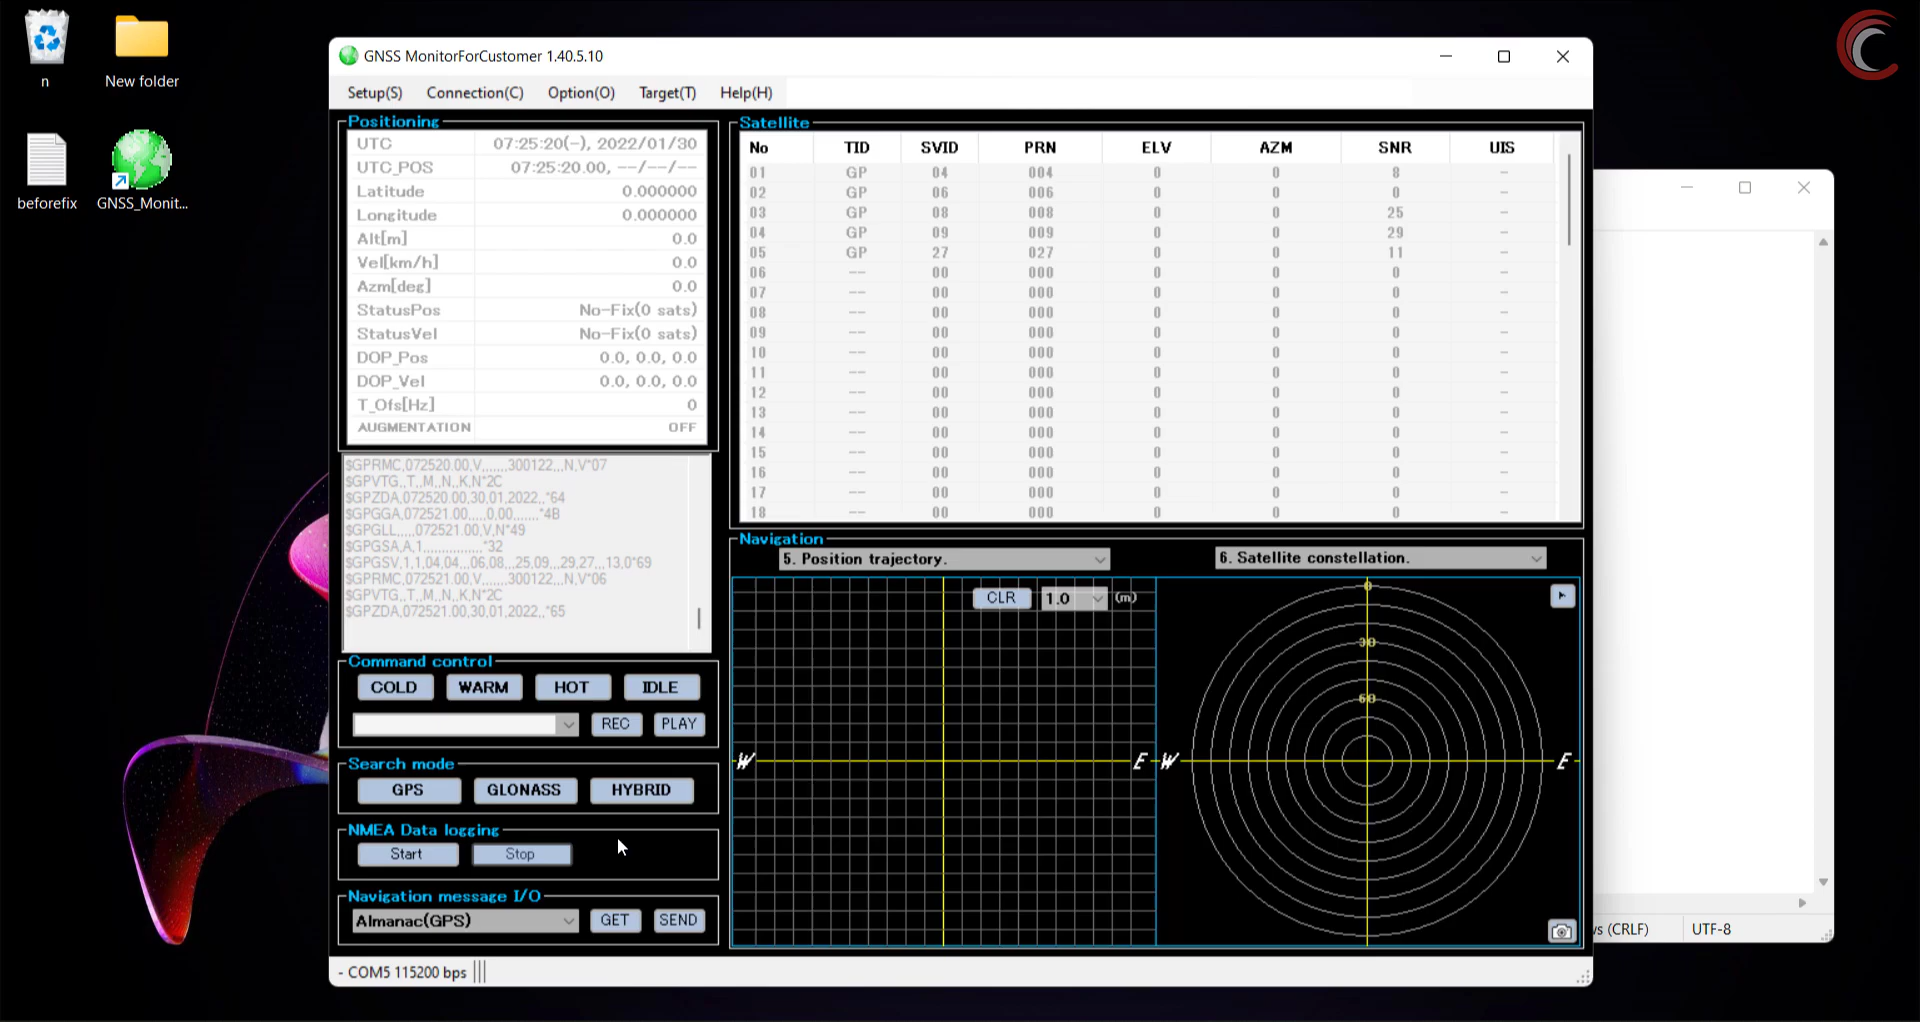 n
New folder
beforefix
GNSS_Monit...
GNSS MonitorForCustomer 1.40.5.10
Setup(S) Connection(C) Option(O) Target(T) Help(H)
Positioning
UTC 07:25:20(-), 2022/01/30
UTC_POS 07:25:20.00, --/--/--
Latitude 0.000000
Longitude 0.000000
Alt[m] 0.0
Vel[km/h] 0.0
Azm[deg] 0.0
StatusPos No-Fix(0 sats)
StatusVel No-Fix(0 sats)
DOP_Pos 0.0, 0.0, 0.0
DOP_Vel 0.0, 0.0, 0.0
T_Ofs[Hz] 0
AUGMENTATION OFF
$GPRMC,072520.00,V,,,,,,,300122,,,N,V*07
$GPVTG,,T,,M,,N,,K,N*2C
$GPZDA,072520.00,30,01,2022,,*64
$GPGGA,072521.00,,,,,0,00,,,,,,,*4B
$GPGLL,,,,,072521.00,V,N*49
$GPGSA,A,1,,,,,,,,,,,,,,,*32
$GPGSV,1,1,04,04,,,06,08,,,25,09,,,29,27,,,13,0*69
$GPRMC,072521.00,V,,,,,,,300122,,,N,V*06
$GPVTG,,T,,M,,N,,K,N*2C
$GPZDA,072521.00,30,01,2022,,*65
Command control
COLD WARM HOT IDLE
REC PLAY
Search mode
GPS GLONASS HYBRID
NMEA Data logging
Start Stop
Navigation message I/O
Almanac(GPS) GET SEND
- COM5 115200 bps
Satellite
No TID SVID PRN ELV AZM SNR UIS
01 GP 04 004 0 0 8 -
02 GP 06 006 0 0 0 -
03 GP 08 008 0 0 25 -
04 GP 09 009 0 0 29 -
05 GP 27 027 0 0 11 -
06 -- 00 000 0 0 0 -
07 -- 00 000 0 0 0 -
08 -- 00 000 0 0 0 -
09 -- 00 000 0 0 0 -
10 -- 00 000 0 0 0 -
11 -- 00 000 0 0 0 -
12 -- 00 000 0 0 0 -
13 -- 00 000 0 0 0 -
14 -- 00 000 0 0 0 -
15 -- 00 000 0 0 0 -
16 -- 00 000 0 0 0 -
17 -- 00 000 0 0 0 -
18 -- 00 000 0 0 0 -
Navigation
5. Position trajectory. 6. Satellite constellation.
CLR 1.0 (m)
0
30
60
W E W E
s (CRLF) UTF-8